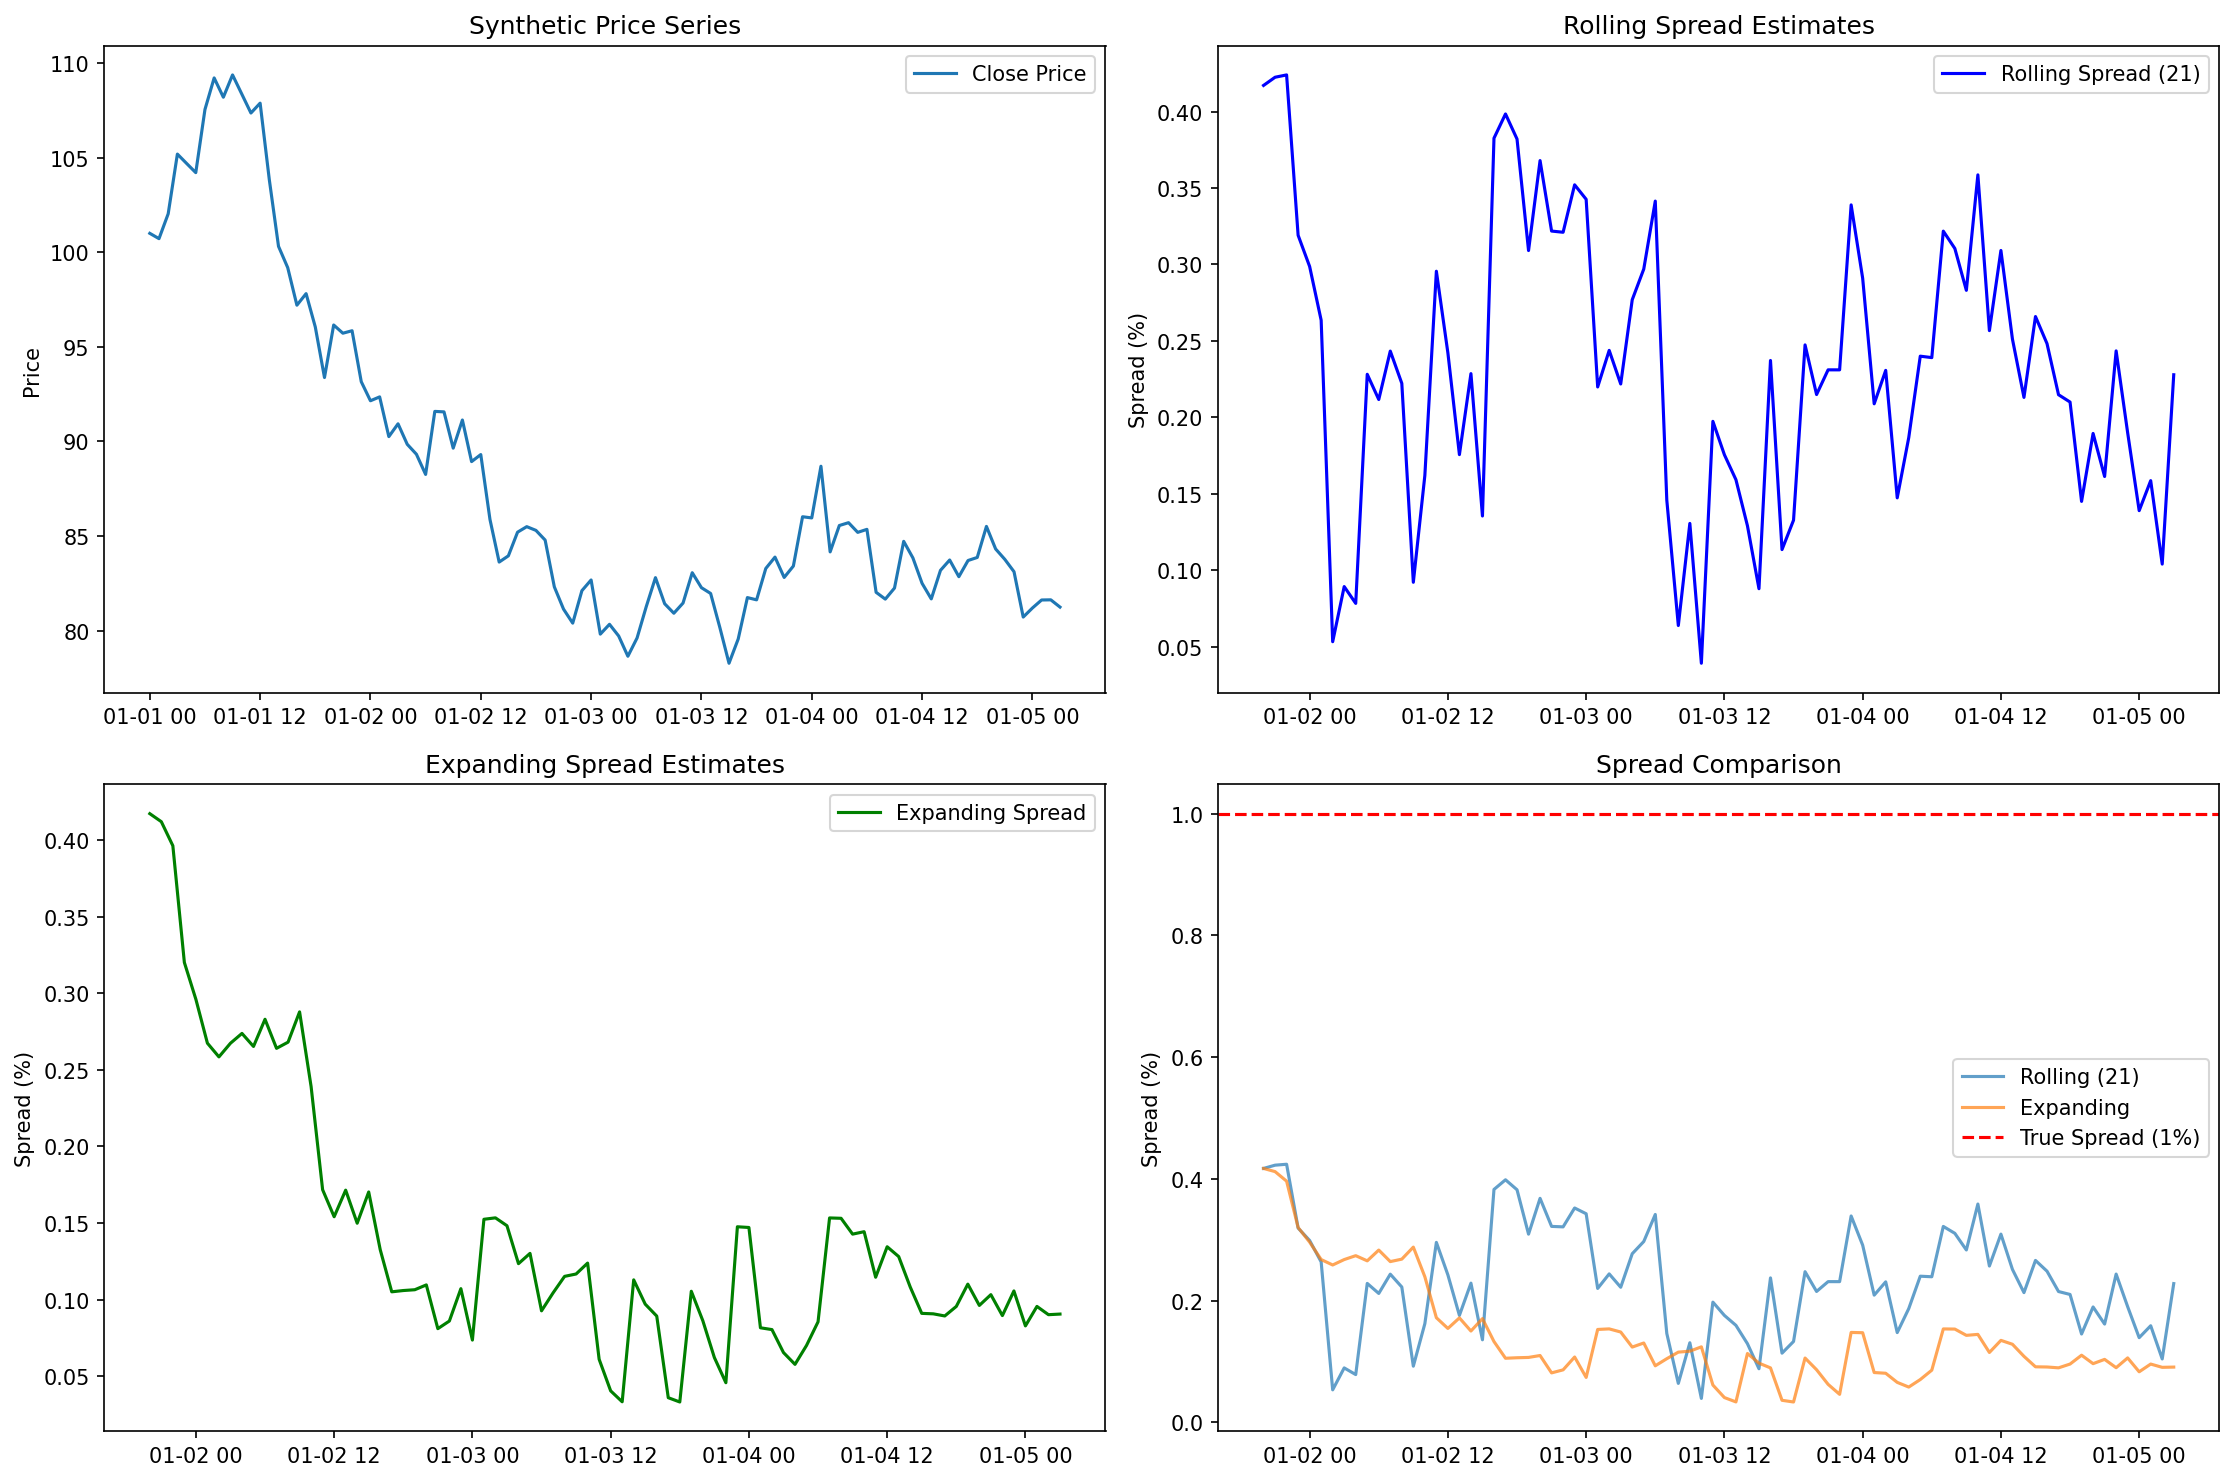 Synthetic Price Series
Close Price
Price
110
105
100
95
90
85
80
01-01 00 01-01 12 01-02 00 01-02 12 01-03 00 01-03 12 01-04 00 01-04 12 01-05 00
Rolling Spread Estimates
Rolling Spread (21)
Spread (%)
0.40
0.35
0.30
0.25
0.20
0.15
0.10
0.05
01-02 00 01-02 12 01-03 00 01-03 12 01-04 00 01-04 12 01-05 00
Expanding Spread Estimates
Expanding Spread
Spread (%)
0.40
0.35
0.30
0.25
0.20
0.15
0.10
0.05
01-02 00 01-02 12 01-03 00 01-03 12 01-04 00 01-04 12 01-05 00
Spread Comparison
Spread (%)
1.0
0.8
0.6
0.4
0.2
0.0
Rolling (21)
Expanding
True Spread (1%)
01-02 00 01-02 12 01-03 00 01-03 12 01-04 00 01-04 12 01-05 00